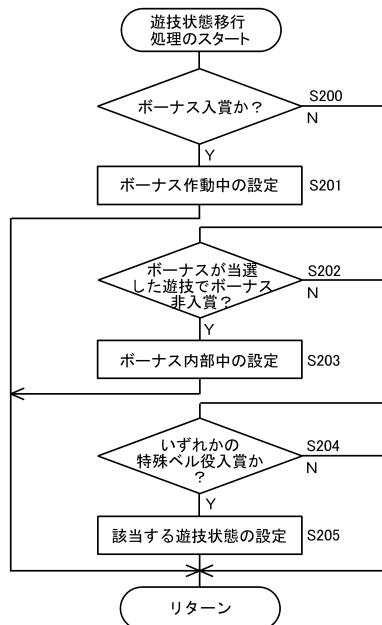 遊技状態移行
処理のスタート
S200
ボーナス入賞か？
N
Y
ボーナス作動中の設定
S201
ボーナスが当選
した遊技でボーナス
非入賞？
S202
N
Y
ボーナス内部中の設定
S203
いずれかの
特殊ベル役入賞か
？
S204
N
Y
該当する遊技状態の設定
S205
リターン